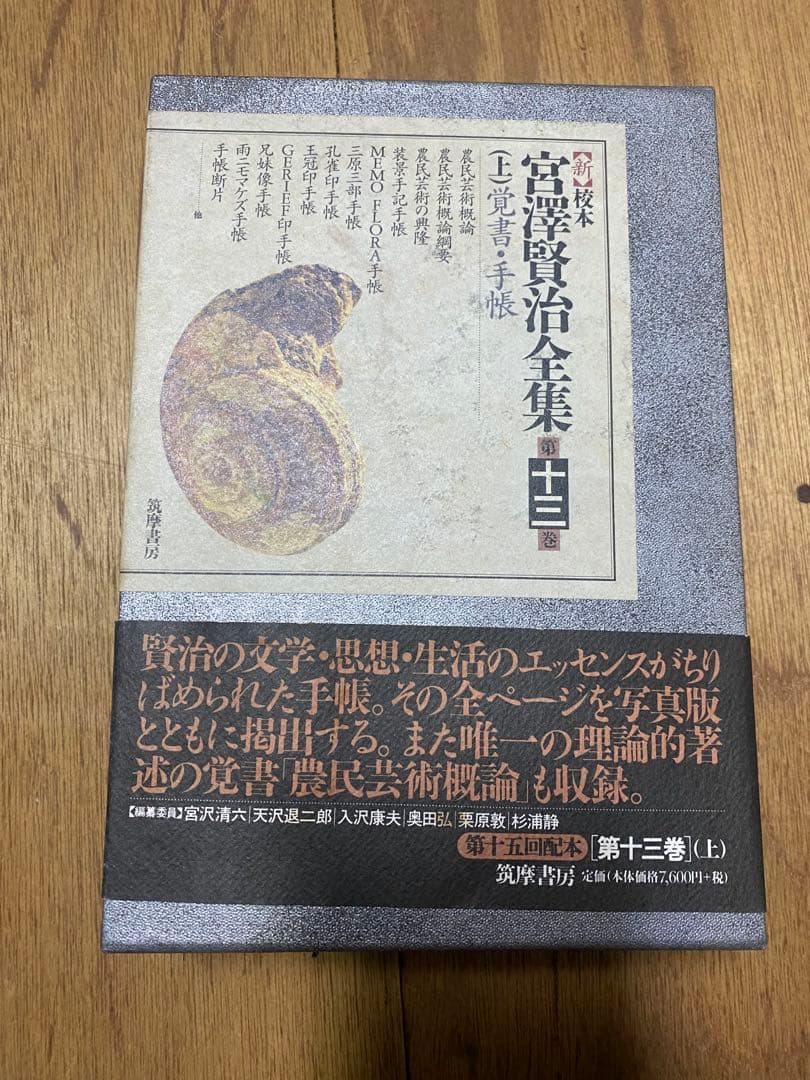 【新】校本
宮澤賢治全集
第十三巻
(上)覚書・手帳
農民芸術概論
農民芸術概論綱要
農民芸術の興隆
装景手記手帳
MEMO FLORA手帳
三原三部手帳
孔雀印手帳
王冠印手帳
GERIEF印手帳
兄妹像手帳
雨ニモマケズ手帳
手帳断片
………他
筑摩書房
賢治の文学・思想・生活のエッセンスがちり
ばめられた手帳。その全ページを写真版
とともに掲出する。また唯一の理論的著
述の覚書「農民芸術概論」も収録。
【編纂委員】宮沢清六|天沢退二郎|入沢康夫|奥田弘|栗原敦|杉浦静
第十五回配本[第十三巻](上)
筑摩書房 定価(本体価格7,600円+税)